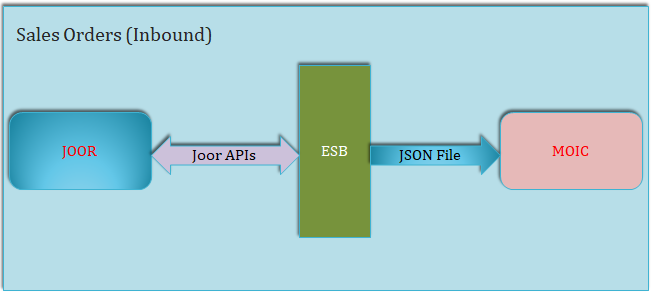 Sales Orders (Inbound)
JOOR
Joor APIs
ESB
JSON File
MOIC